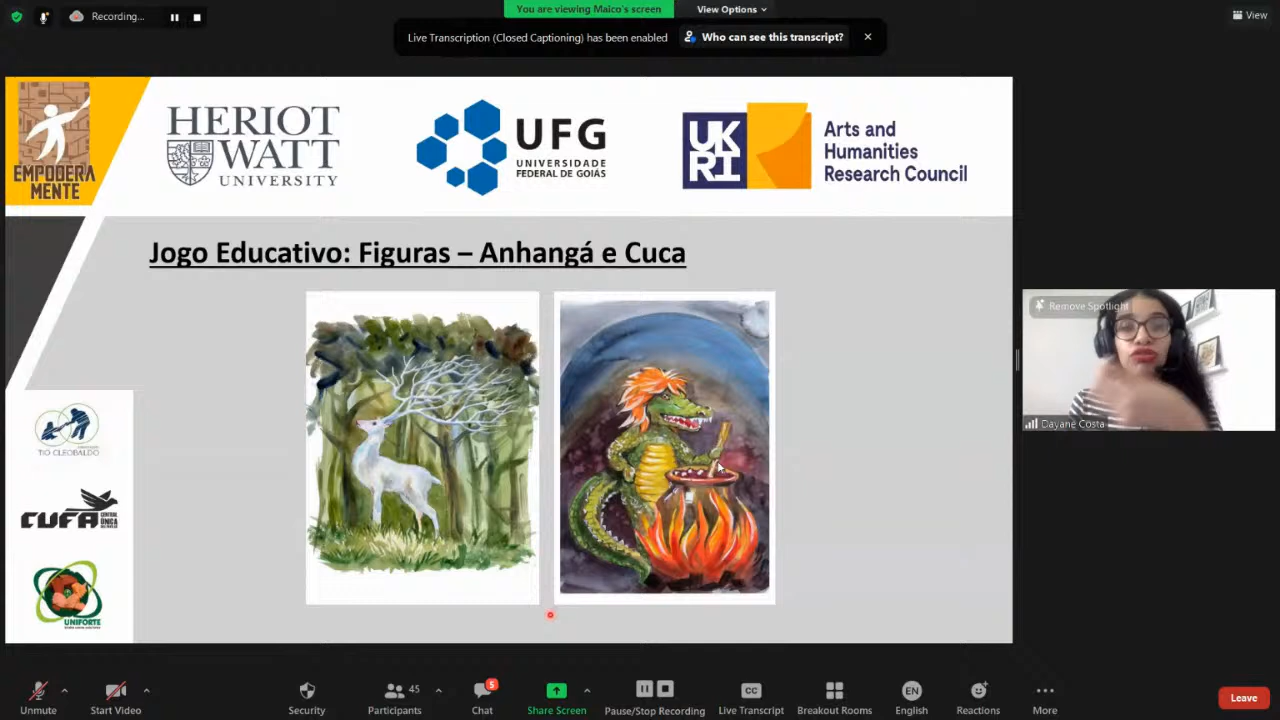 Recording...
You are viewing Maico's screen
View Options
View
Live Transcription (Closed Captioning) has been enabled
Who can see this transcript?
EMPODERA
MENTE
HERIOT
WATT
UNIVERSITY
UFG
UNIVERSIDADE
FEDERAL DE GOIÁS
UK
RI
Arts and
Humanities
Research Council
Jogo Educativo: Figuras – Anhangá e Cuca
Remove Spotlight
Dayane Costa
TIO CLEOBALDO
CUFA
CENTRAL
ÚNICA
UNIFORTE
45
5
CC
EN
Unmute
Start Video
Security
Participants
Chat
Share Screen
Pause/Stop Recording
Live Transcript
Breakout Rooms
English
Reactions
More
Leave